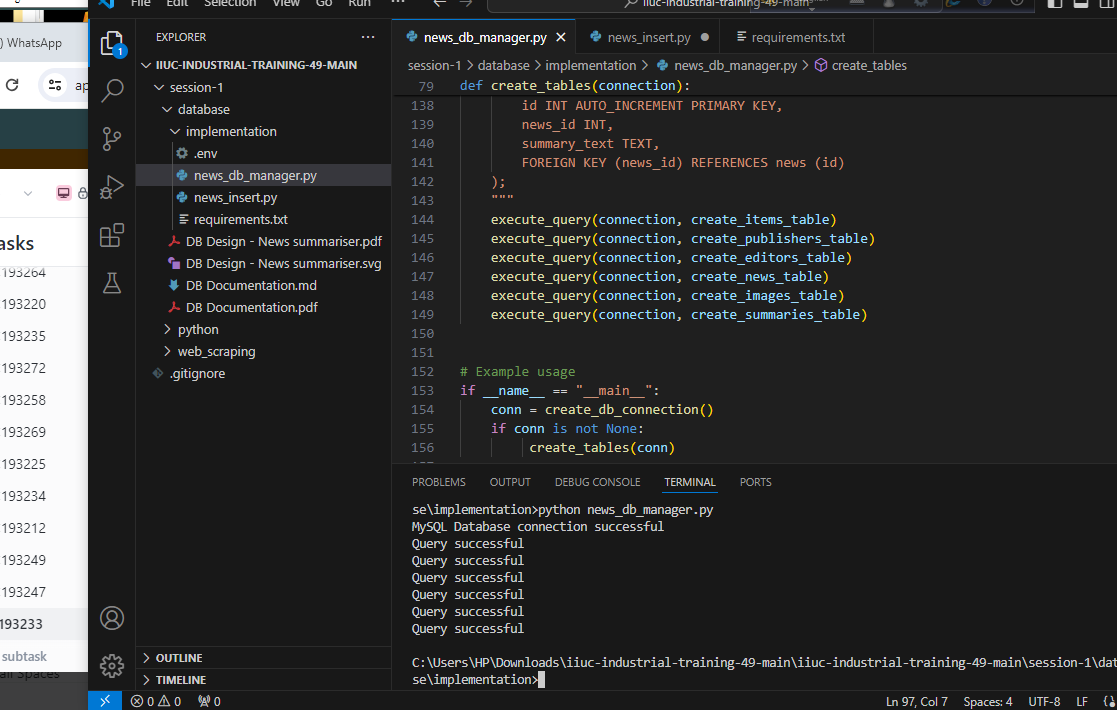 File Edit Selection View Go Run ···
iiuc-industrial-training-49-main
) WhatsApp
ap
asks
193264
193220
193235
193272
193258
193269
193225
193234
193212
193249
193247
193233
subtask
all Spaces
1
EXPLORER ···
IIUC-INDUSTRIAL-TRAINING-49-MAIN
session-1
database
implementation
.env
news_db_manager.py
news_insert.py
requirements.txt
DB Design - News summariser.pdf
DB Design - News summariser.svg
DB Documentation.md
DB Documentation.pdf
python
web_scraping
.gitignore
OUTLINE
TIMELINE
news_db_manager.py news_insert.py requirements.txt
session-1 > database > implementation > news_db_manager.py > create_tables
79 def create_tables(connection):
138 id INT AUTO_INCREMENT PRIMARY KEY,
139 news_id INT,
140 summary_text TEXT,
141 FOREIGN KEY (news_id) REFERENCES news (id)
142 );
143 """
144 execute_query(connection, create_items_table)
145 execute_query(connection, create_publishers_table)
146 execute_query(connection, create_editors_table)
147 execute_query(connection, create_news_table)
148 execute_query(connection, create_images_table)
149 execute_query(connection, create_summaries_table)
150
151
152 # Example usage
153 if __name__ == "__main__":
154 conn = create_db_connection()
155 if conn is not None:
156 create_tables(conn)
PROBLEMS OUTPUT DEBUG CONSOLE TERMINAL PORTS
se\implementation>python news_db_manager.py
MySQL Database connection successful
Query successful
Query successful
Query successful
Query successful
Query successful
Query successful
C:\Users\HP\Downloads\iiuc-industrial-training-49-main\iiuc-industrial-training-49-main\session-1\dat
se\implementation>
0 0 0 Ln 97, Col 7 Spaces: 4 UTF-8 LF {